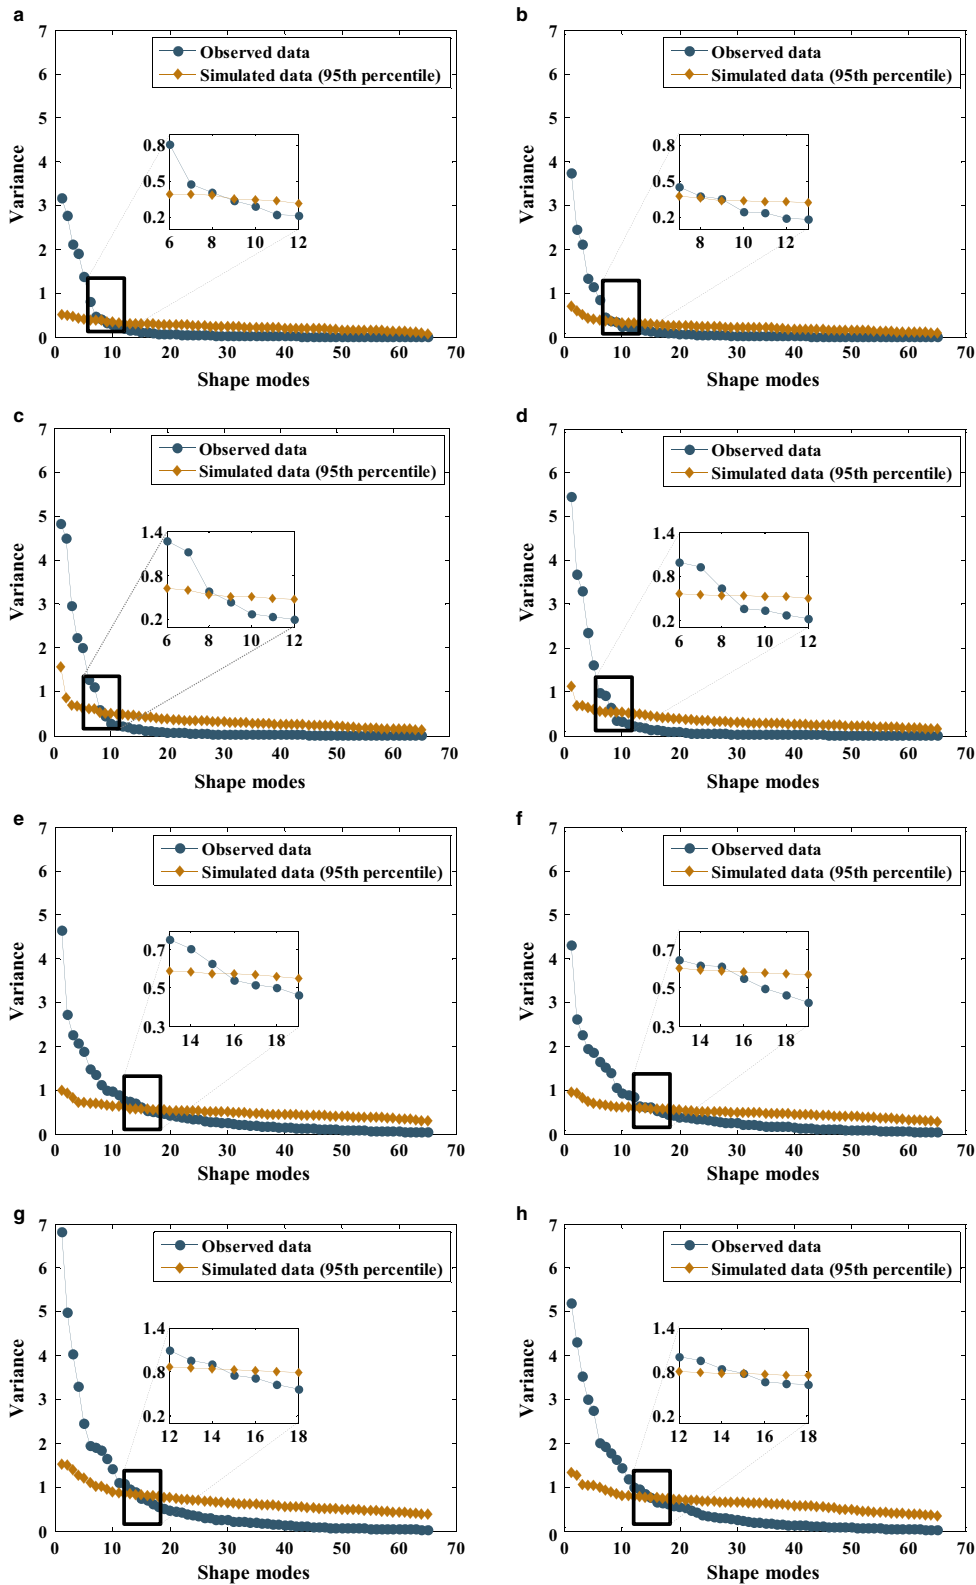 a
7
6
5
4
3
2
1
0
Variance
Observed data
Simulated data (95th percentile)
0.8
0.5
0.2
6 8 10 12
0 10 20 30 40 50 60 70
Shape modes
b
7
6
5
4
3
2
1
0
Variance
Observed data
Simulated data (95th percentile)
0.8
0.5
0.2
8 10 12
0 10 20 30 40 50 60 70
Shape modes
c
7
6
5
4
3
2
1
0
Variance
Observed data
Simulated data (95th percentile)
1.4
0.8
0.2
6 8 10 12
0 10 20 30 40 50 60 70
Shape modes
d
7
6
5
4
3
2
1
0
Variance
Observed data
Simulated data (95th percentile)
1.4
0.8
0.2
6 8 10 12
0 10 20 30 40 50 60 70
Shape modes
e
7
6
5
4
3
2
1
0
Variance
Observed data
Simulated data (95th percentile)
0.7
0.5
0.3
14 16 18
0 10 20 30 40 50 60 70
Shape modes
f
7
6
5
4
3
2
1
0
Variance
Observed data
Simulated data (95th percentile)
0.7
0.5
0.3
14 16 18
0 10 20 30 40 50 60 70
Shape modes
g
7
6
5
4
3
2
1
0
Variance
Observed data
Simulated data (95th percentile)
1.4
0.8
0.2
12 14 16 18
0 10 20 30 40 50 60 70
Shape modes
h
7
6
5
4
3
2
1
0
Variance
Observed data
Simulated data (95th percentile)
1.4
0.8
0.2
12 14 16 18
0 10 20 30 40 50 60 70
Shape modes